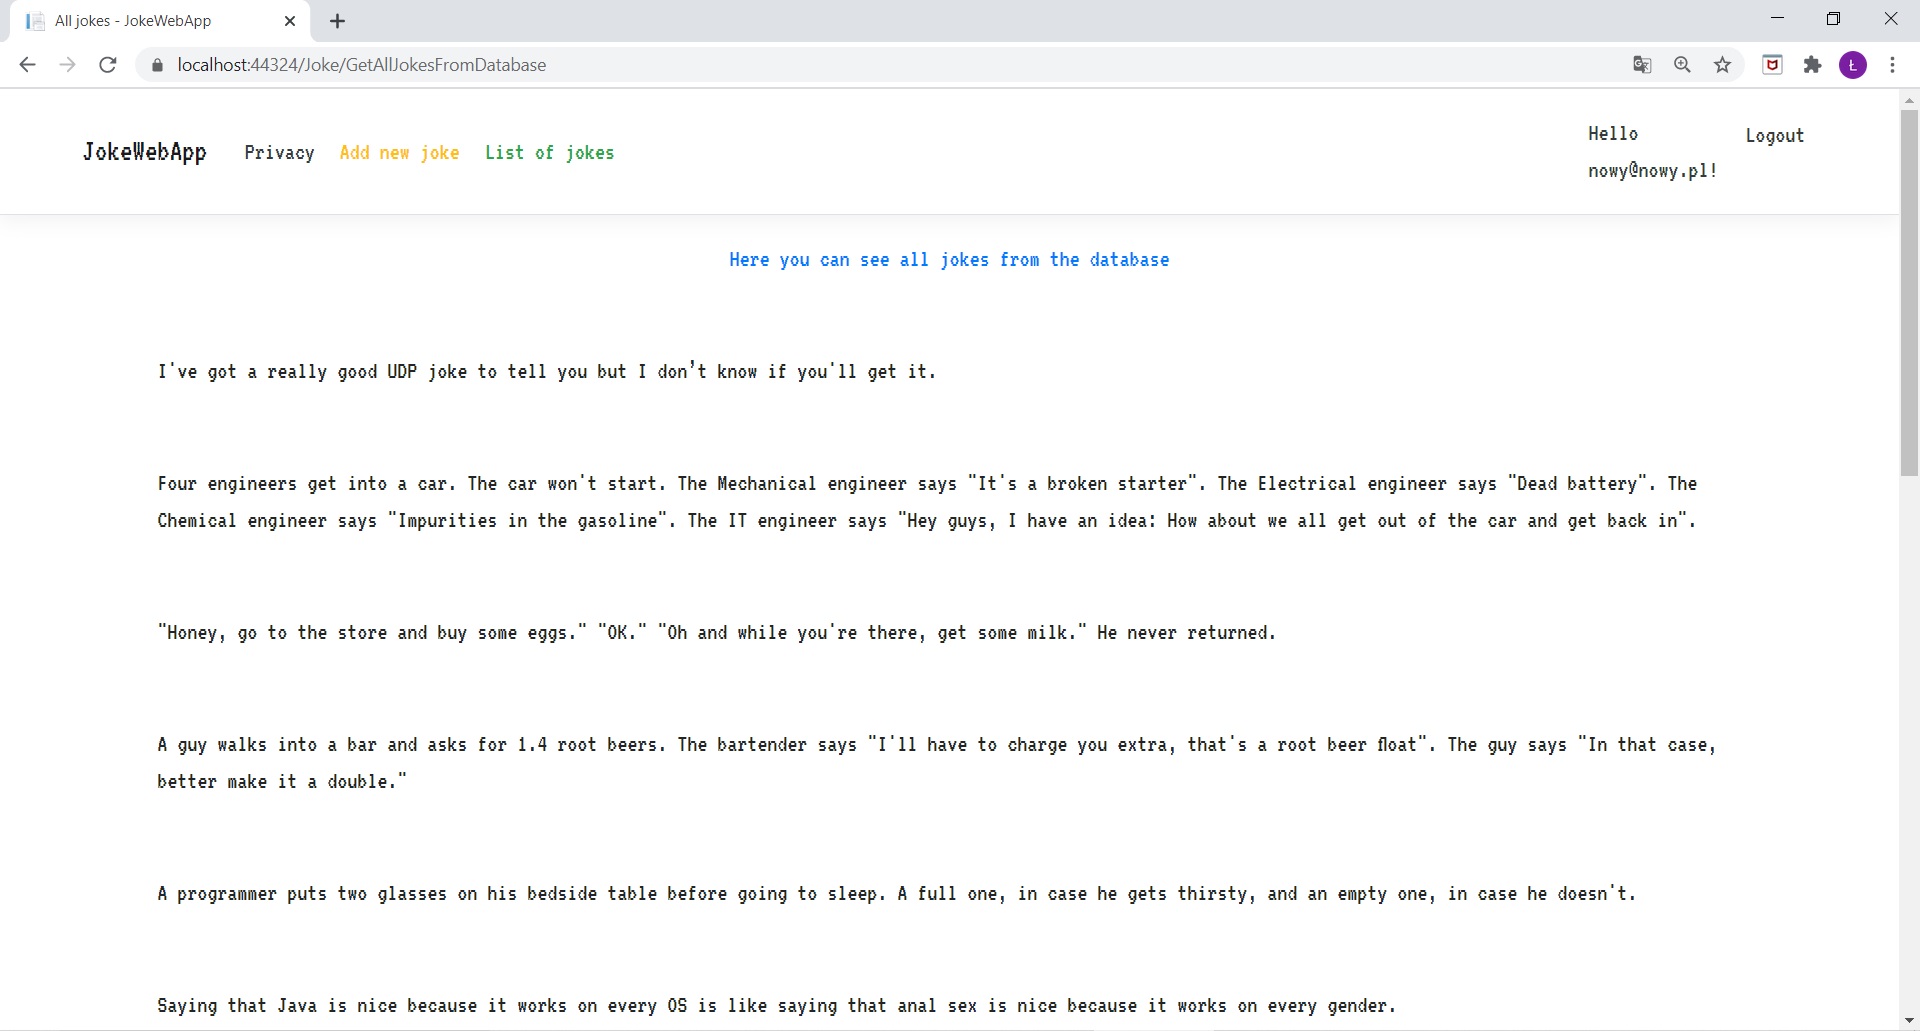 All jokes - JokeWebApp
localhost:44324/Joke/GetAllJokesFromDatabase
Ł
JokeWebApp Privacy Add new joke List of jokes
Hello
nowy@nowy.pl!
Logout
Here you can see all jokes from the database
I've got a really good UDP joke to tell you but I don’t know if you'll get it.
Four engineers get into a car. The car won't start. The Mechanical engineer says "It's a broken starter". The Electrical engineer says "Dead battery". The
Chemical engineer says "Impurities in the gasoline". The IT engineer says "Hey guys, I have an idea: How about we all get out of the car and get back in".
"Honey, go to the store and buy some eggs." "OK." "Oh and while you're there, get some milk." He never returned.
A guy walks into a bar and asks for 1.4 root beers. The bartender says "I'll have to charge you extra, that's a root beer float". The guy says "In that case,
better make it a double."
A programmer puts two glasses on his bedside table before going to sleep. A full one, in case he gets thirsty, and an empty one, in case he doesn't.
Saying that Java is nice because it works on every OS is like saying that anal sex is nice because it works on every gender.